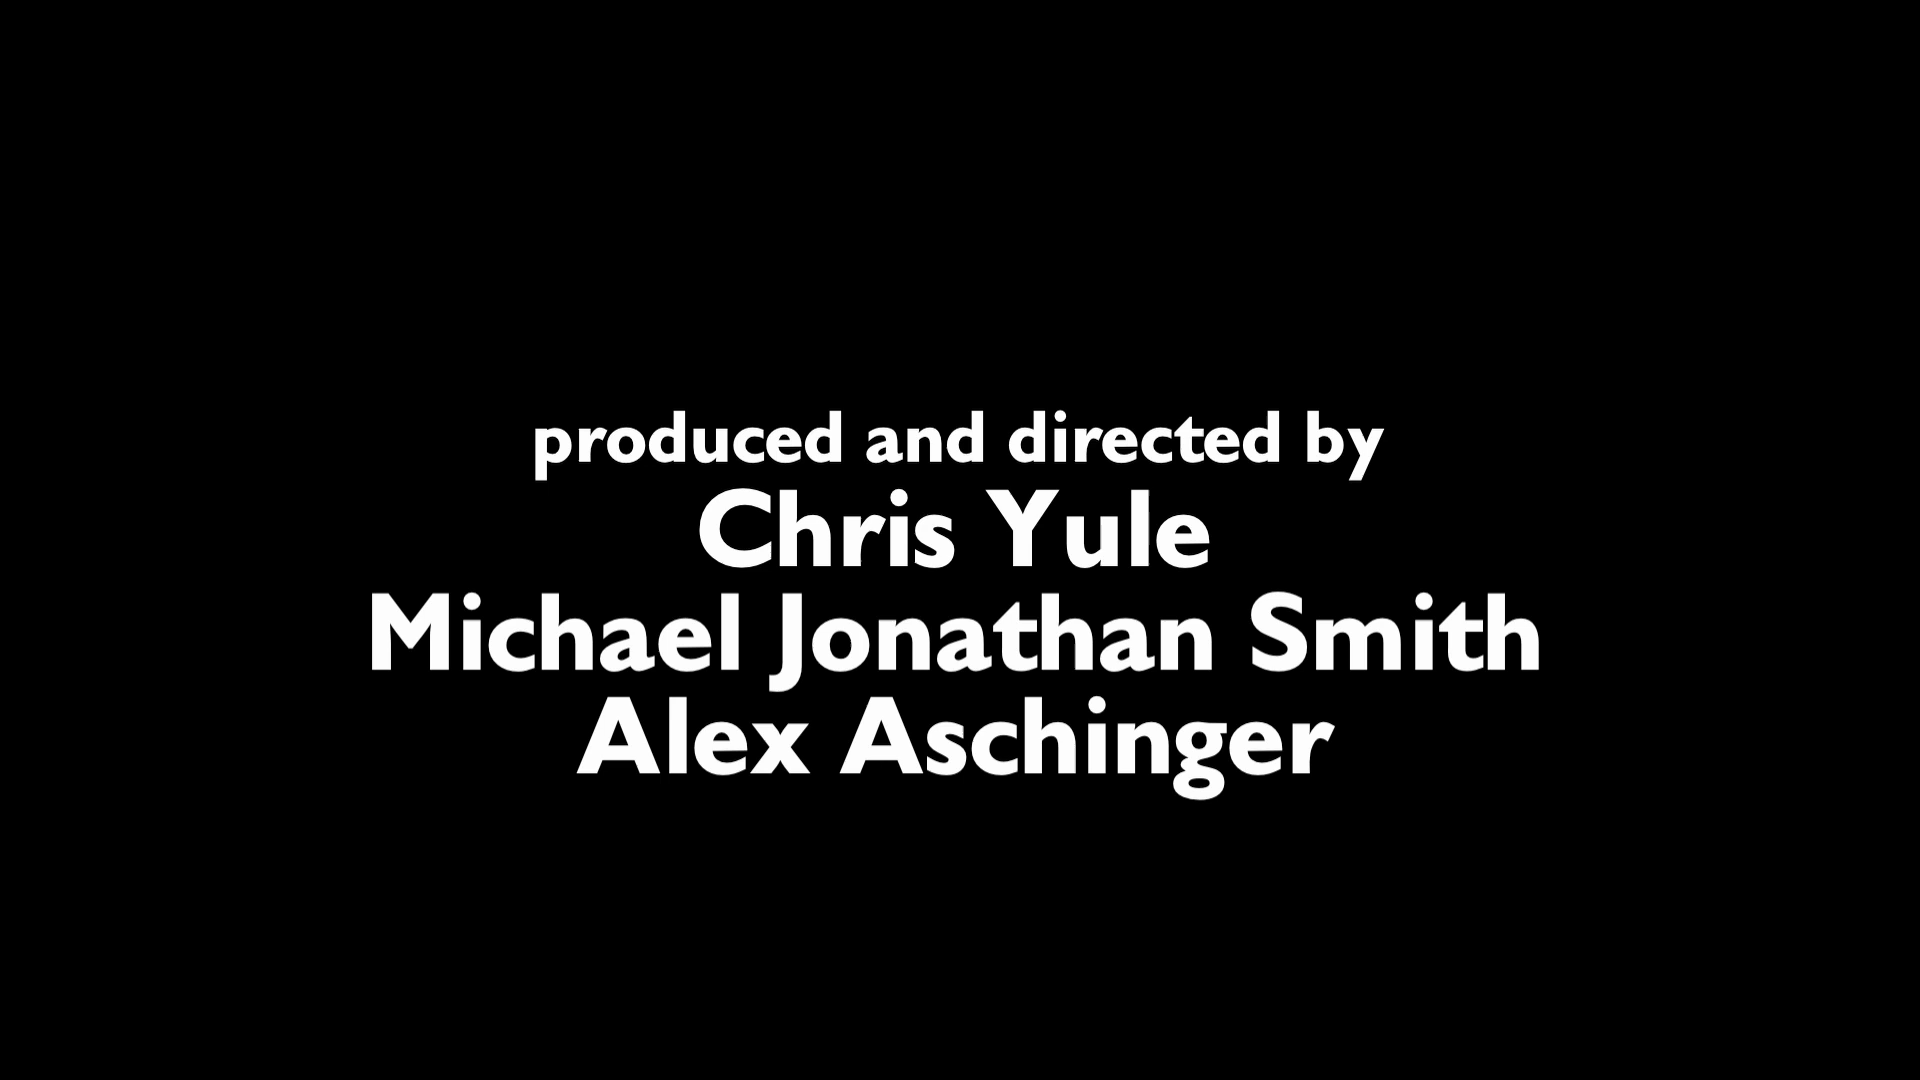 produced and directed by
Chris Yule
Michael Jonathan Smith
Alex Aschinger